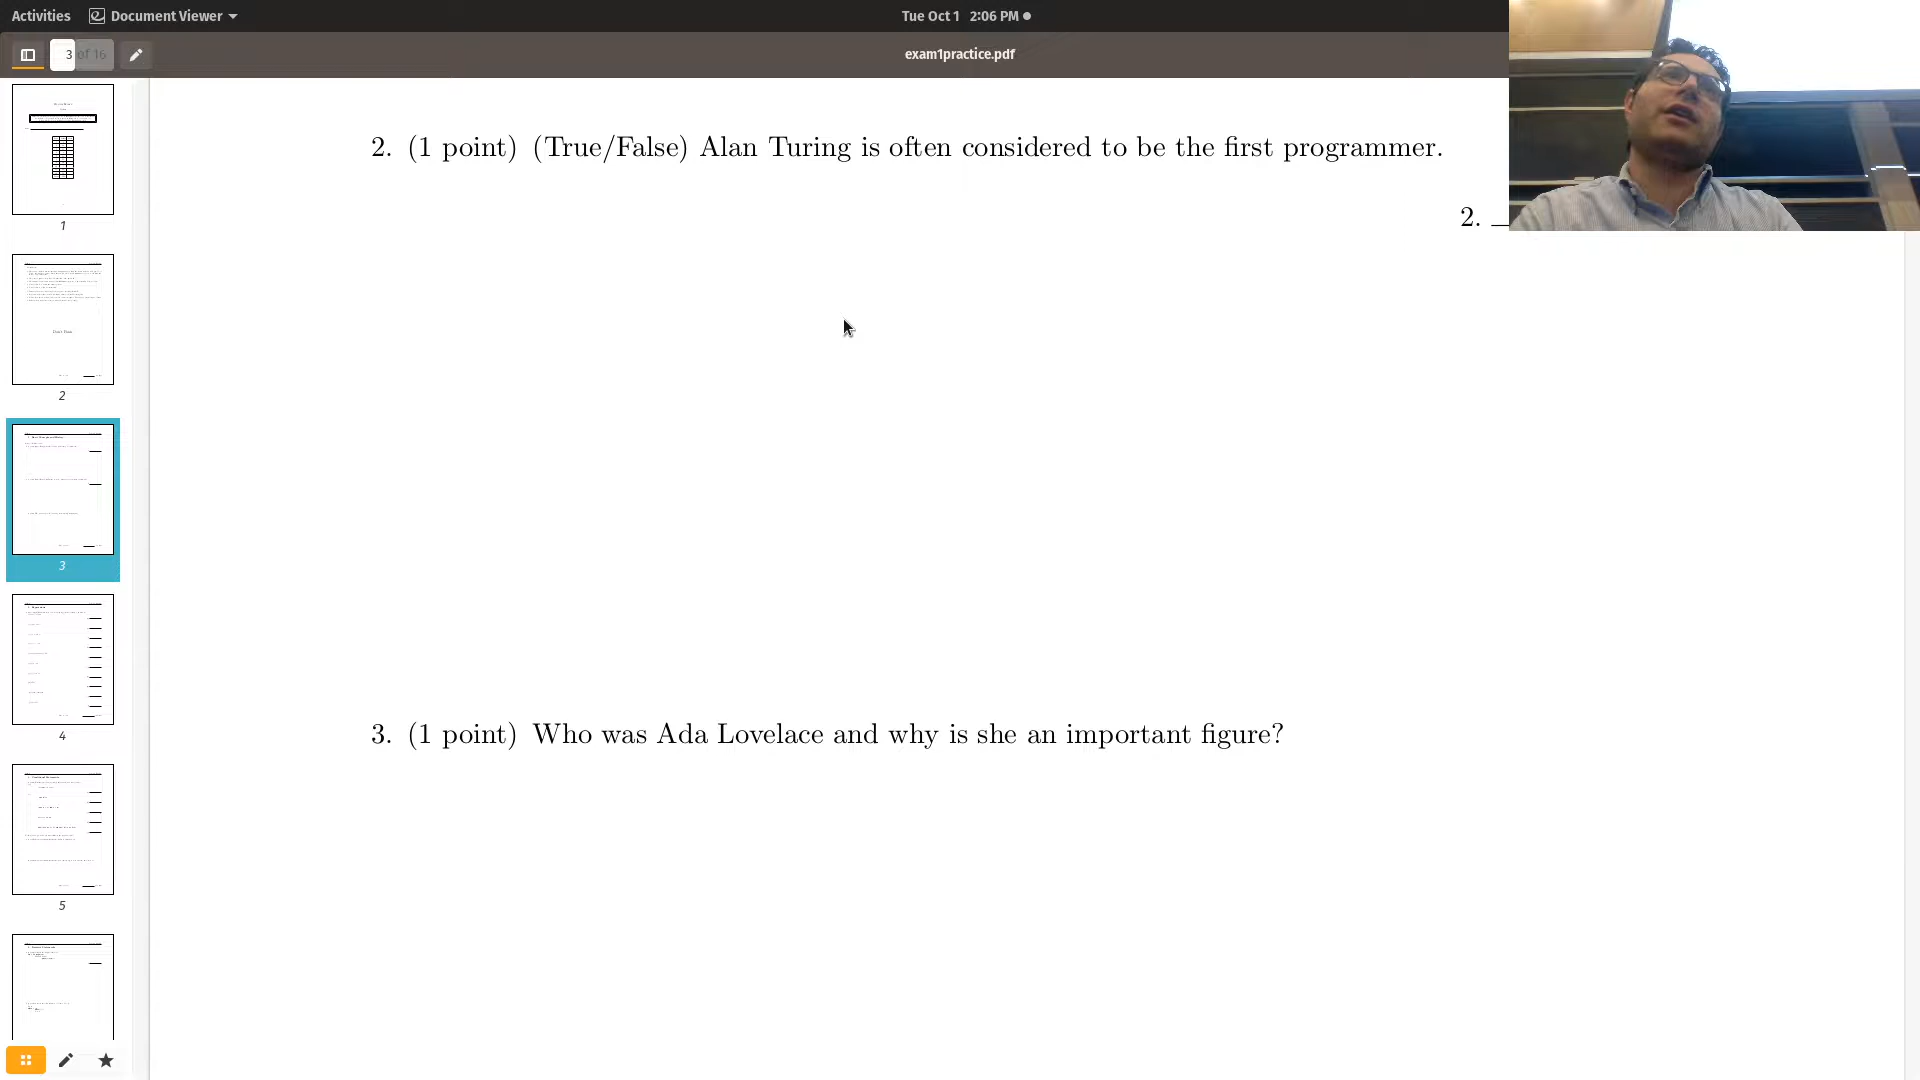 Activities Document Viewer Tue Oct 1 2:06 PM
3 of 16 exam1practice.pdf
2. (1 point) (True/False) Alan Turing is often considered to be the first programmer.
2.
3. (1 point) Who was Ada Lovelace and why is she an important figure?
1
2
3
4
5